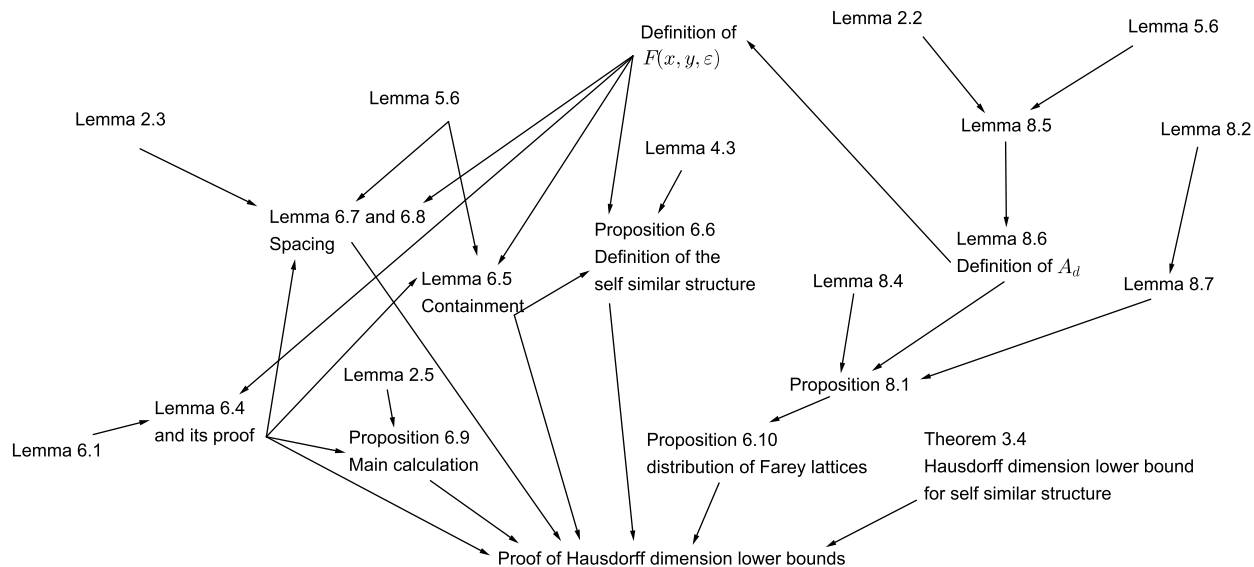 Lemma 2.2
Lemma 5.6
Definition of
F(x, y, ε)
Lemma 5.6
Lemma 2.3
Lemma 8.5
Lemma 8.2
Lemma 4.3
Lemma 6.7 and 6.8
Spacing
Proposition 6.6
Definition of the
self similar structure
Lemma 8.6
Definition of A_d
Lemma 6.5
Containment
Lemma 8.4
Lemma 8.7
Lemma 2.5
Proposition 8.1
Lemma 6.4
and its proof
Lemma 6.1
Proposition 6.9
Main calculation
Proposition 6.10
distribution of Farey lattices
Theorem 3.4
Hausdorff dimension lower bound
for self similar structure
Proof of Hausdorff dimension lower bounds